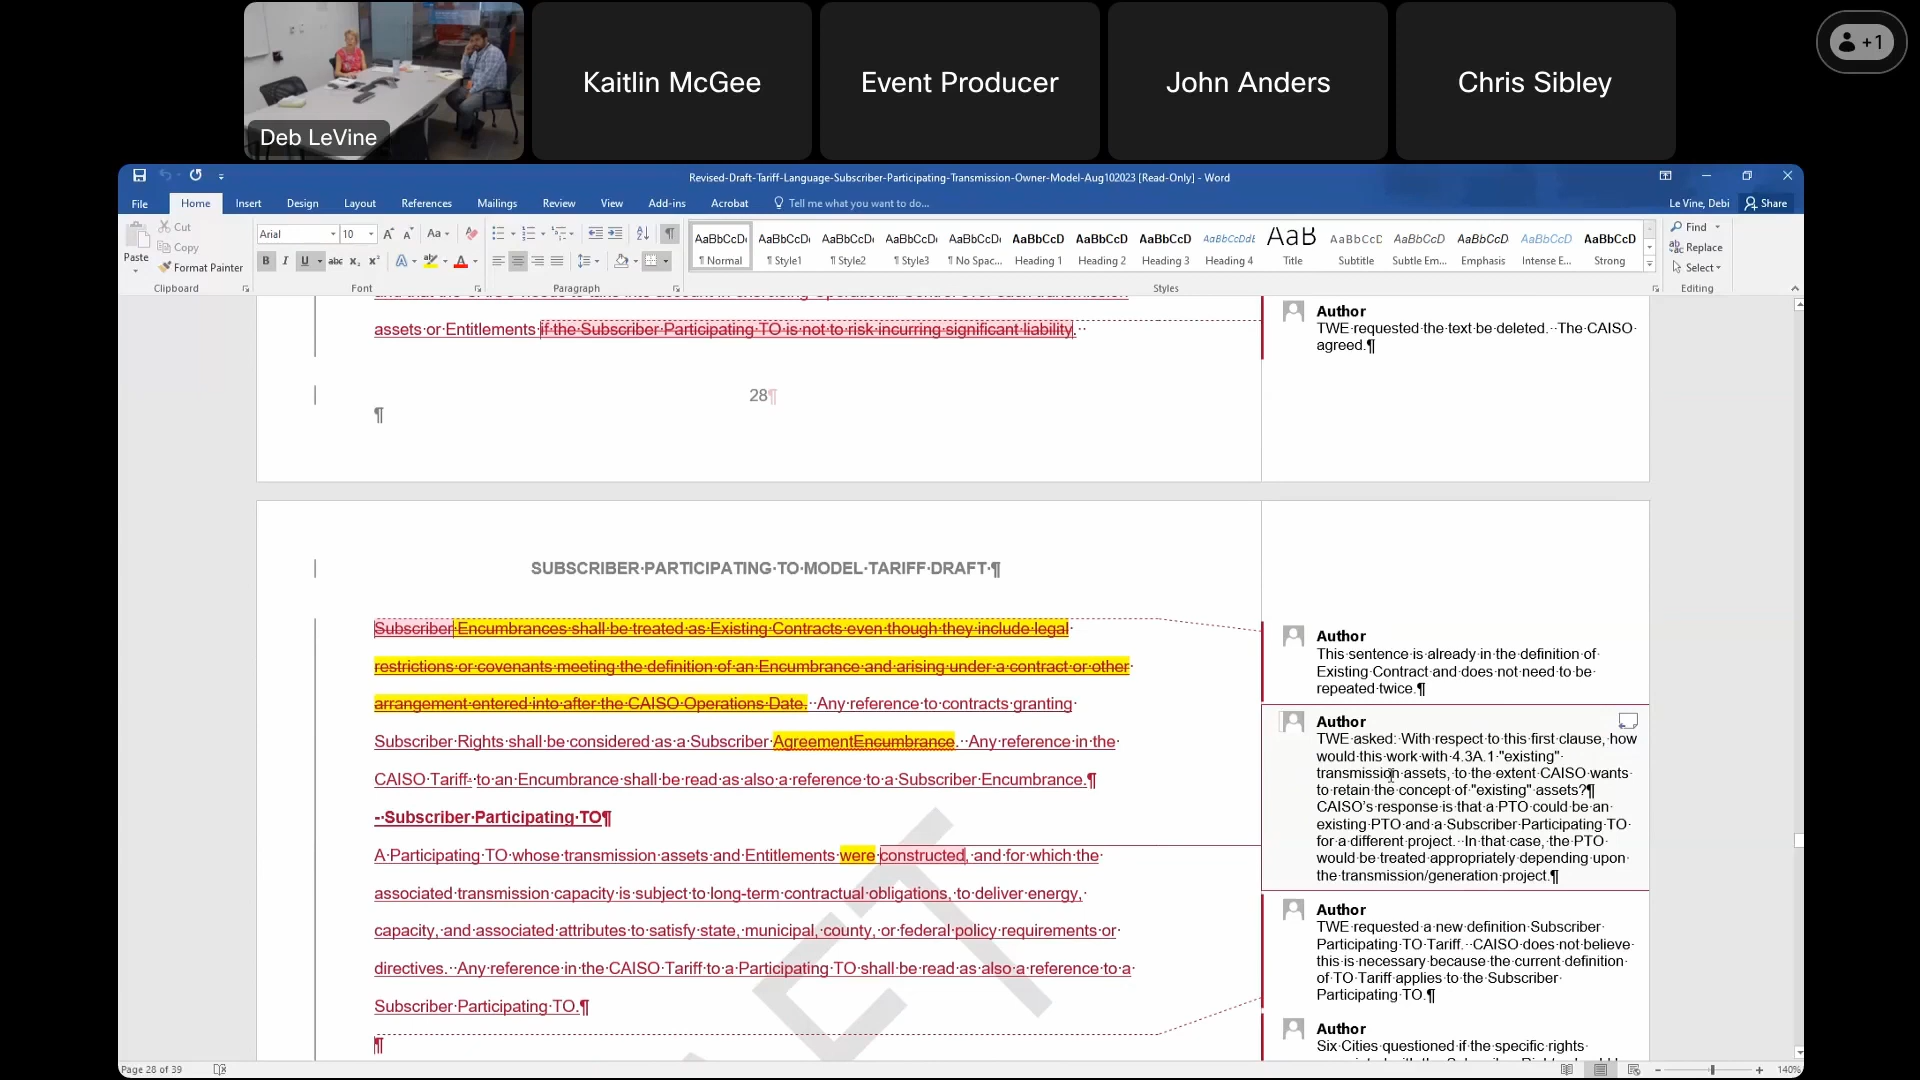 Deb LeVine
Kaitlin McGee
Event Producer
John Anders
Chris Sibley
+1
Revised-Draft-Tariff-Language-Subscriber-Participating-Transmission-Owner-Model-Aug102023 [Read-Only] - Word
File Home Insert Design Layout References Mailings Review View Add-ins Acrobat Tell me what you want to do... Le Vine, Debi Share
Paste
Cut
Copy
Format Painter
Clipboard
Arial 10
Font
Paragraph
AaBbCcDt AaBbCcDt AaBbCcDt AaBbCcDt AaBbCcDt AaBbCcD AaBbCcD AaBbCcD AaBbCcDdE AaB AaBbCcC AaBbCcD AaBbCcD AaBbCcD AaBbCcD
¶ Normal ¶ Style1 ¶ Style2 ¶ Style3 ¶ No Spac... Heading 1 Heading 2 Heading 3 Heading 4 Title Subtitle Subtle Em... Emphasis Intense E... Strong
Styles
Find
Replace
Select
Editing
assets or Entitlements if the Subscriber Participating TO is not to risk incurring significant liability.
28¶
¶
SUBSCRIBER PARTICIPATING TO MODEL TARIFF DRAFT ¶
Subscriber Encumbrances shall be treated as Existing Contracts even though they include legal
restrictions or covenants meeting the definition of an Encumbrance and arising under a contract or other
arrangement entered into after the CAISO Operations Date. Any reference to contracts granting
Subscriber Rights shall be considered as a Subscriber AgreementEncumbrance. Any reference in the
CAISO Tariff- to an Encumbrance shall be read as also a reference to a Subscriber Encumbrance.¶
- Subscriber Participating TO¶
A Participating TO whose transmission assets and Entitlements were constructed, and for which the
associated transmission capacity is subject to long-term contractual obligations, to deliver energy,
capacity, and associated attributes to satisfy state, municipal, county, or federal policy requirements or
directives. Any reference in the CAISO Tariff to a Participating TO shall be read as also a reference to a
Subscriber Participating TO.¶
¶
Author
TWE requested the text be deleted. The CAISO
agreed.¶
Author
This sentence is already in the definition of
Existing Contract and does not need to be
repeated twice.¶
Author
TWE asked: With respect to this first clause, how
would this work with 4.3A.1 "existing"
transmission assets, to the extent CAISO wants
to retain the concept of "existing" assets?¶
CAISO's response is that a PTO could be an
existing PTO and a Subscriber Participating TO
for a different project. In that case, the PTO
would be treated appropriately depending upon
the transmission/generation project.¶
Author
TWE requested a new definition Subscriber
Participating TO Tariff. CAISO does not believe
this is necessary because the current definition
of TO Tariff applies to the Subscriber
Participating TO.¶
Author
Six Cities questioned if the specific rights
Page 28 of 39
140%